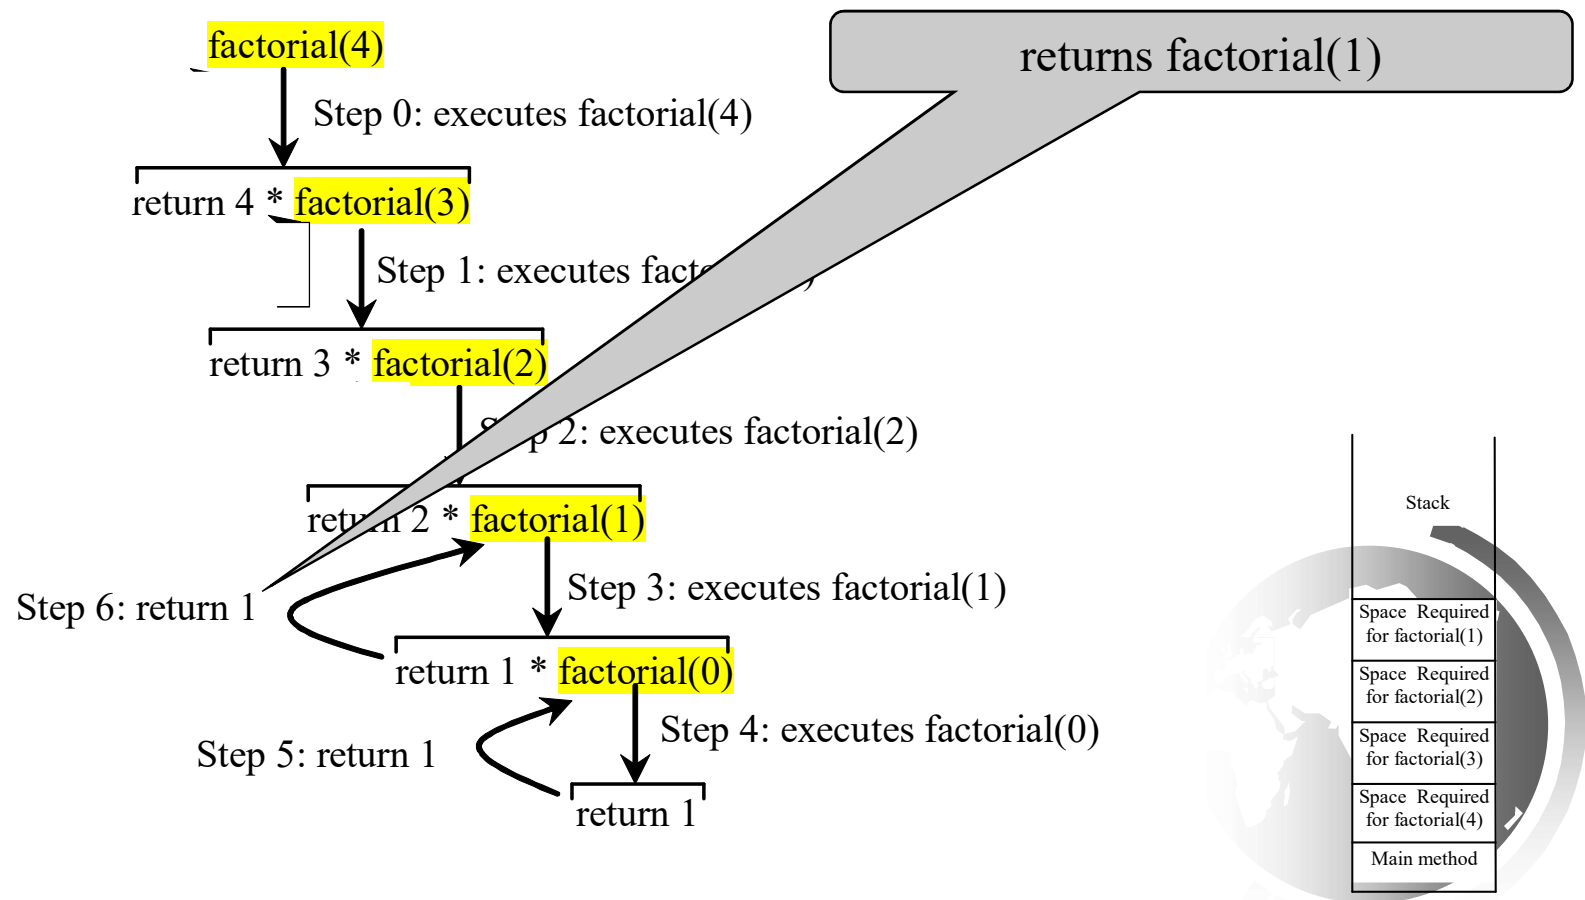 factorial(4)
returns factorial(1)
Step 0: executes factorial(4)
return 4 * factorial(3)
Step 1: executes
return 3 * factorial(2)
2: executes factorial(2)
return 2 * factorial(1)
Step 3: executes factorial(1)
Step 6: return 1
return 1 * factorial(0)
Step 4: executes factorial(0)
Step 5: return 1
return 1
Stack
Space Required
for factorial(1)
Space Required
for factorial(2)
Space Required
for factorial(3)
Space Required
for factorial(4)
Main method